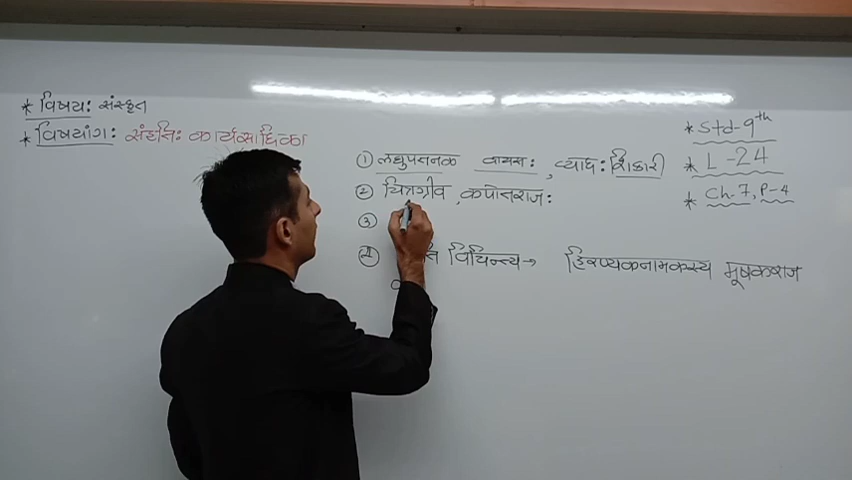 * विषय: संस्कृत
* विषयांग: संहतिः कार्यसाधिका
① लघुपतनक वायसः, व्याधः शिकारी
② चित्रग्रीव, कपोतराजः
③
④ विचिन्त्य → हिरण्यकनामकस्य मूषकराज
* Std-9th
* L-24
* Ch.7, P-4